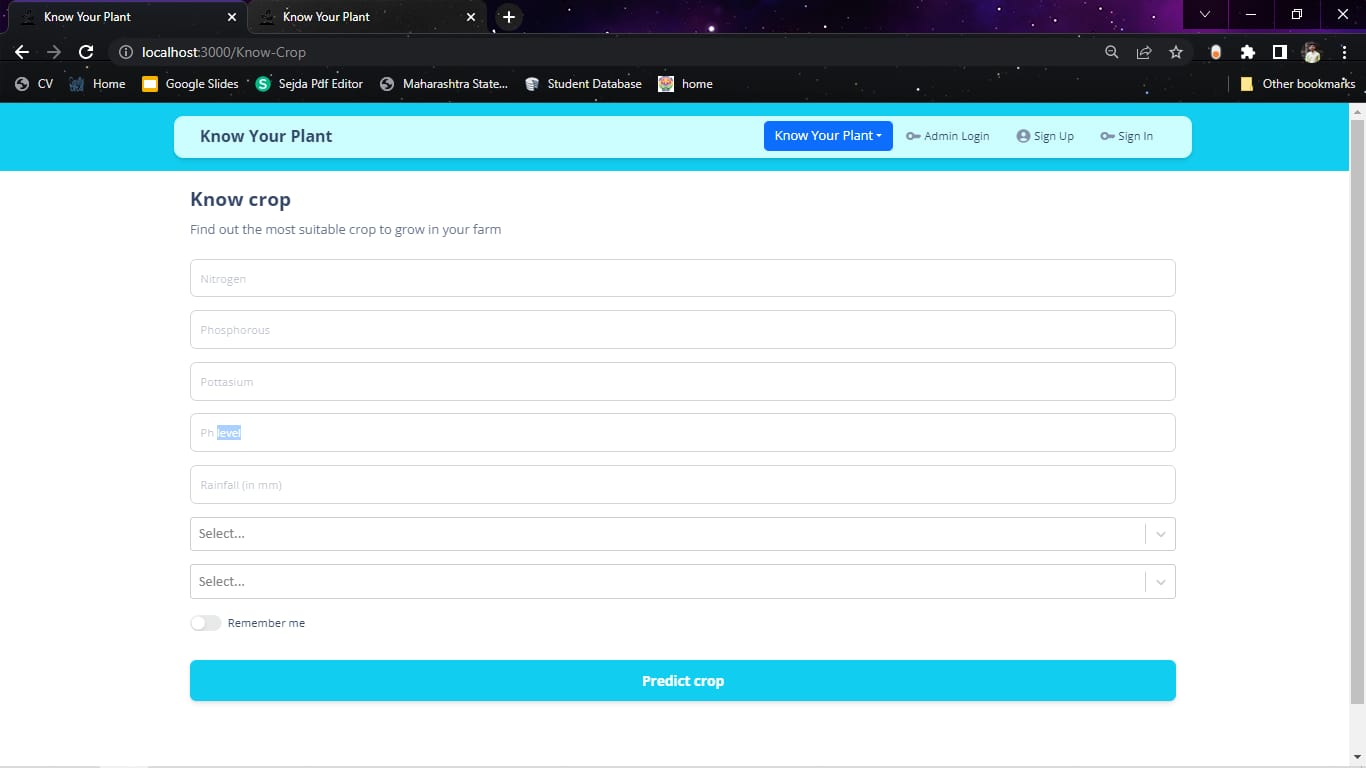 Know Your Plant
Know Your Plant
localhost:3000/Know-Crop
CV Home Google Slides Sejda Pdf Editor Maharashtra State... Student Database home Other bookmarks
Know Your Plant Know Your Plant Admin Login Sign Up Sign In
Know crop
Find out the most suitable crop to grow in your farm
Nitrogen
Phosphorous
Pottasium
Ph level
Rainfall (in mm)
Select...
Select...
Remember me
Predict crop